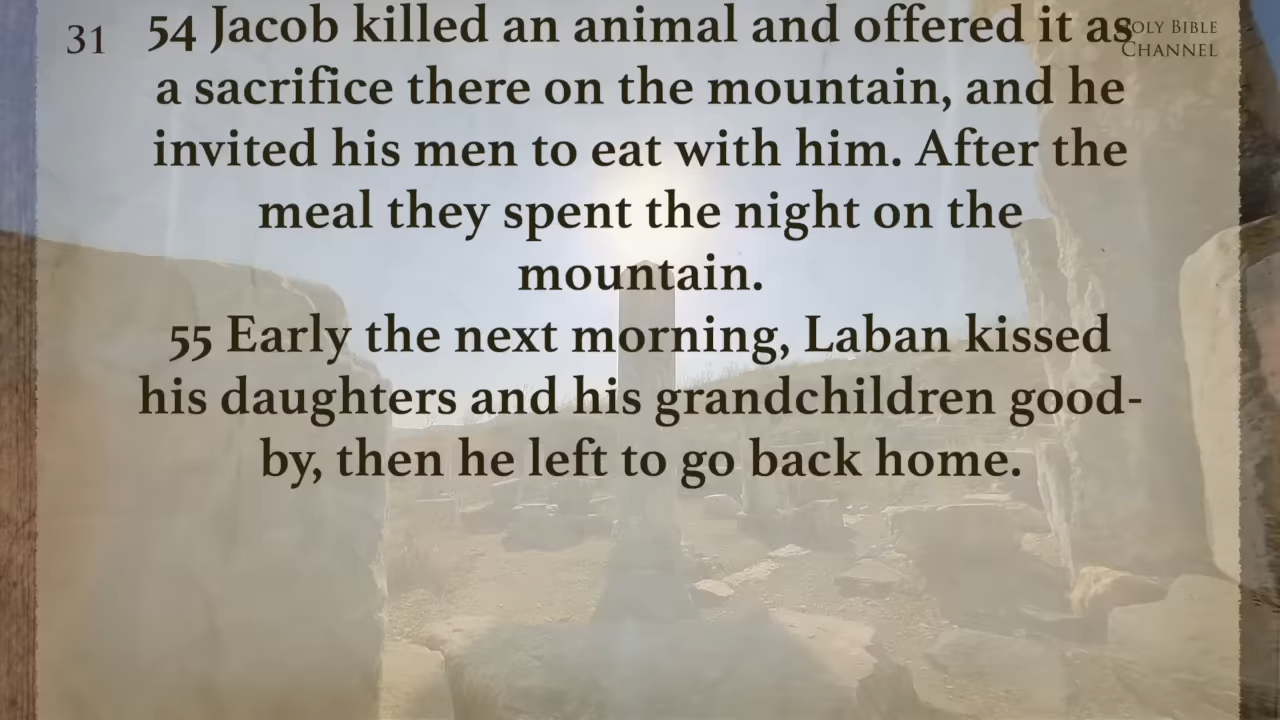 31
54 Jacob killed an animal and offered it as
a sacrifice there on the mountain, and he
invited his men to eat with him. After the
meal they spent the night on the
mountain.
55 Early the next morning, Laban kissed
his daughters and his grandchildren good-
by, then he left to go back home.
OLY BIBLE
CHANNEL